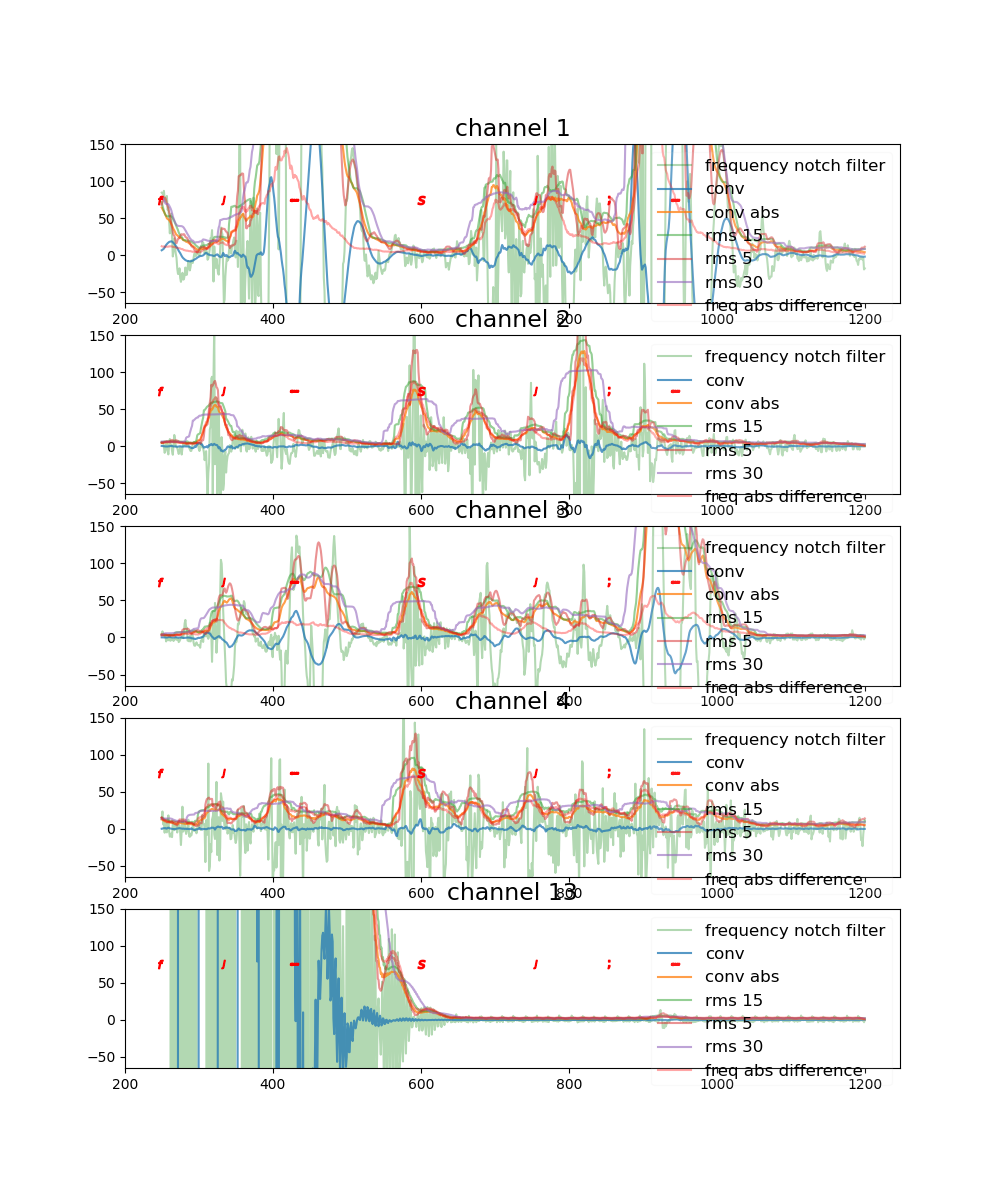 channel 1
150
100
50
0
−50
f J - S J ; -
frequency notch filter
conv
conv abs
rms 15
rms 5
rms 30
freq abs difference
200 400 600 800 1000 1200
channel 2
150
100
50
0
−50
f J - S J ; -
frequency notch filter
conv
conv abs
rms 15
rms 5
rms 30
freq abs difference
200 400 600 800 1000 1200
channel 3
150
100
50
0
−50
f J - S J ; -
frequency notch filter
conv
conv abs
rms 15
rms 5
rms 30
freq abs difference
200 400 600 800 1000 1200
channel 4
150
100
50
0
−50
f J - S J ; -
frequency notch filter
conv
conv abs
rms 15
rms 5
rms 30
freq abs difference
200 400 600 800 1000 1200
channel 13
150
100
50
0
−50
f J - S J ; -
frequency notch filter
conv
conv abs
rms 15
rms 5
rms 30
freq abs difference
200 400 600 800 1000 1200